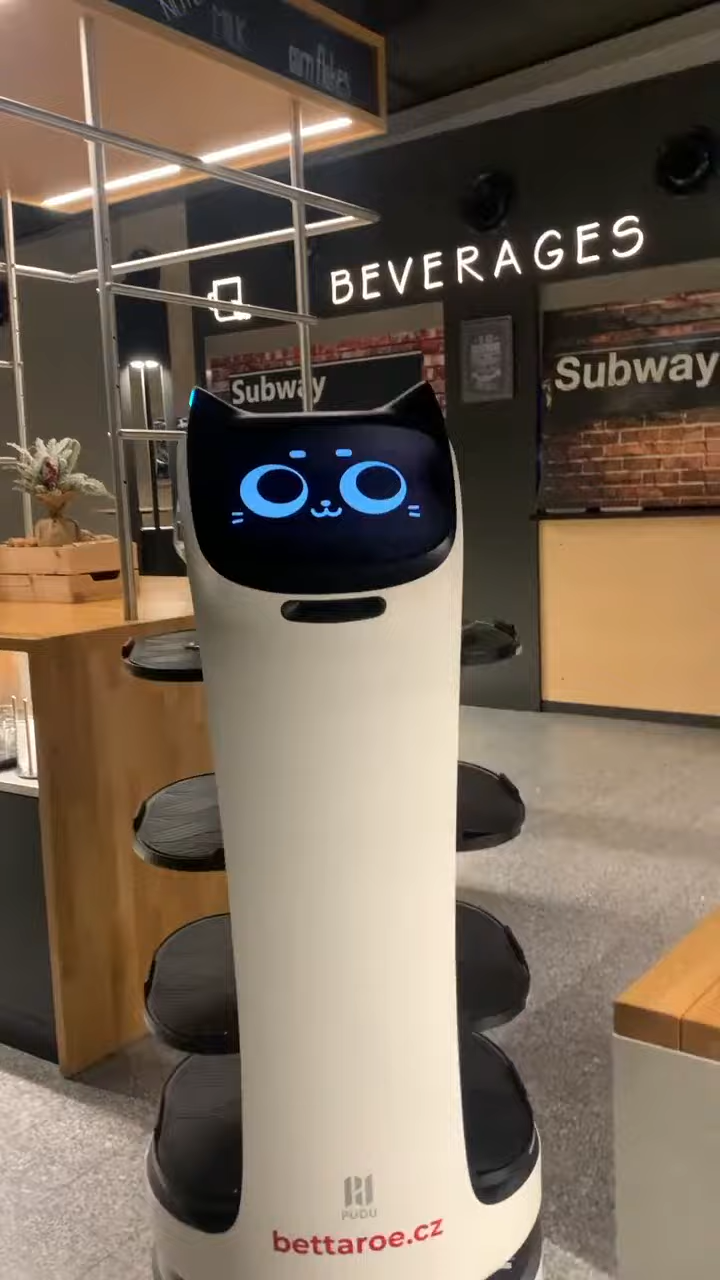 MILK
corn flakes
BEVERAGES
Subway
Subway
PUDU
bettaroe.cz